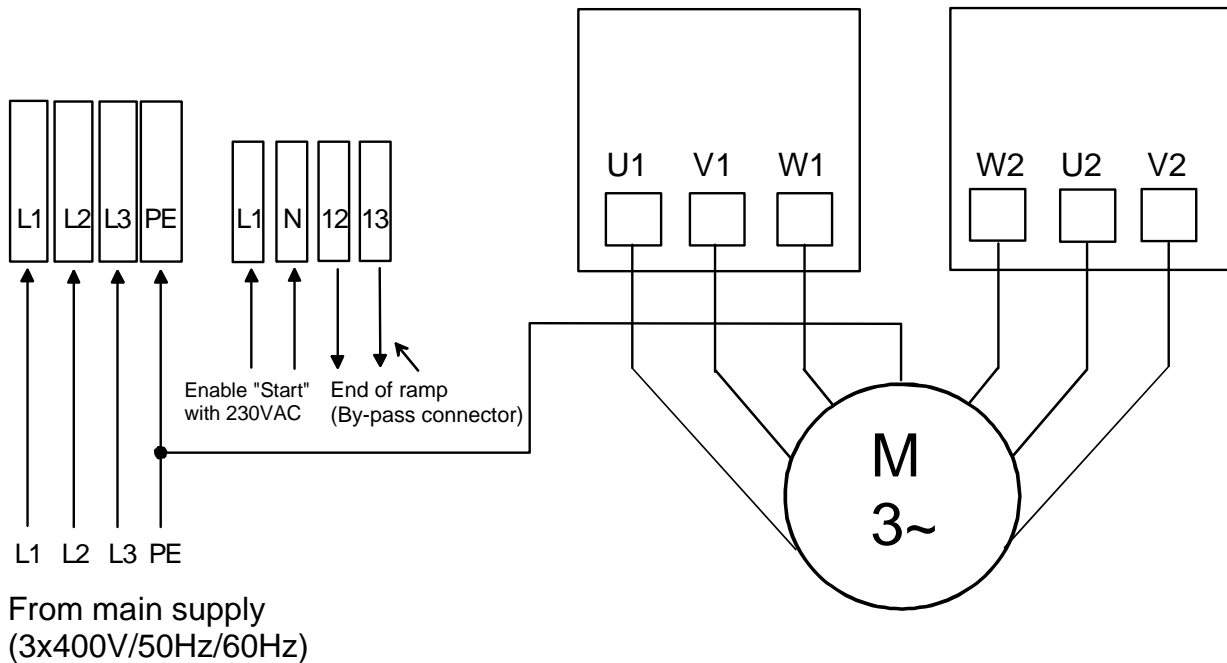 U1 V1 W1
W2 U2 V2
L1 L2 L3 PE
L1 N 12 13
Enable "Start"
with 230VAC
End of ramp
(By-pass connector)
M
3~
L1 L2 L3 PE
From main supply
(3x400V/50Hz/60Hz)